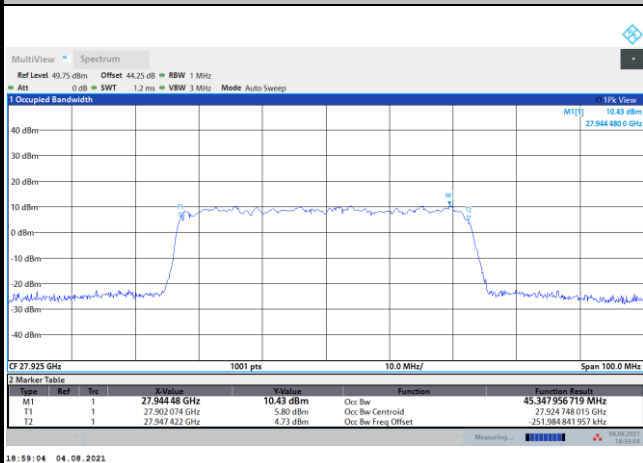 MultiView Spectrum
Ref Level 49.75 dBm Offset 44.25 dB RBW 1 MHz
Att 0 dB SWT 1.2 ms VBW 3 MHz Mode Auto Sweep
1 Occupied Bandwidth 1Pk View
M1[1] 10.43 dBm
27.944 480 0 GHz
40 dBm
30 dBm
20 dBm
M1
T1 T2
10 dBm
0 dBm
-10 dBm
-20 dBm
-30 dBm
-40 dBm
CF 27.925 GHz 1001 pts 10.0 MHz/ Span 100.0 MHz
2 Marker Table
Type Ref Trc X-Value Y-Value Function Function Result
M1 1 27.944 48 GHz 10.43 dBm Occ Bw 45.347 956 719 MHz
T1 1 27.902 074 GHz 5.80 dBm Occ Bw Centroid 27.924 748 015 GHz
T2 1 27.947 422 GHz 4.73 dBm Occ Bw Freq Offset -251.984 841 957 kHz
Measuring... 04.08.2021
18:59:04
18:59:04 04.08.2021